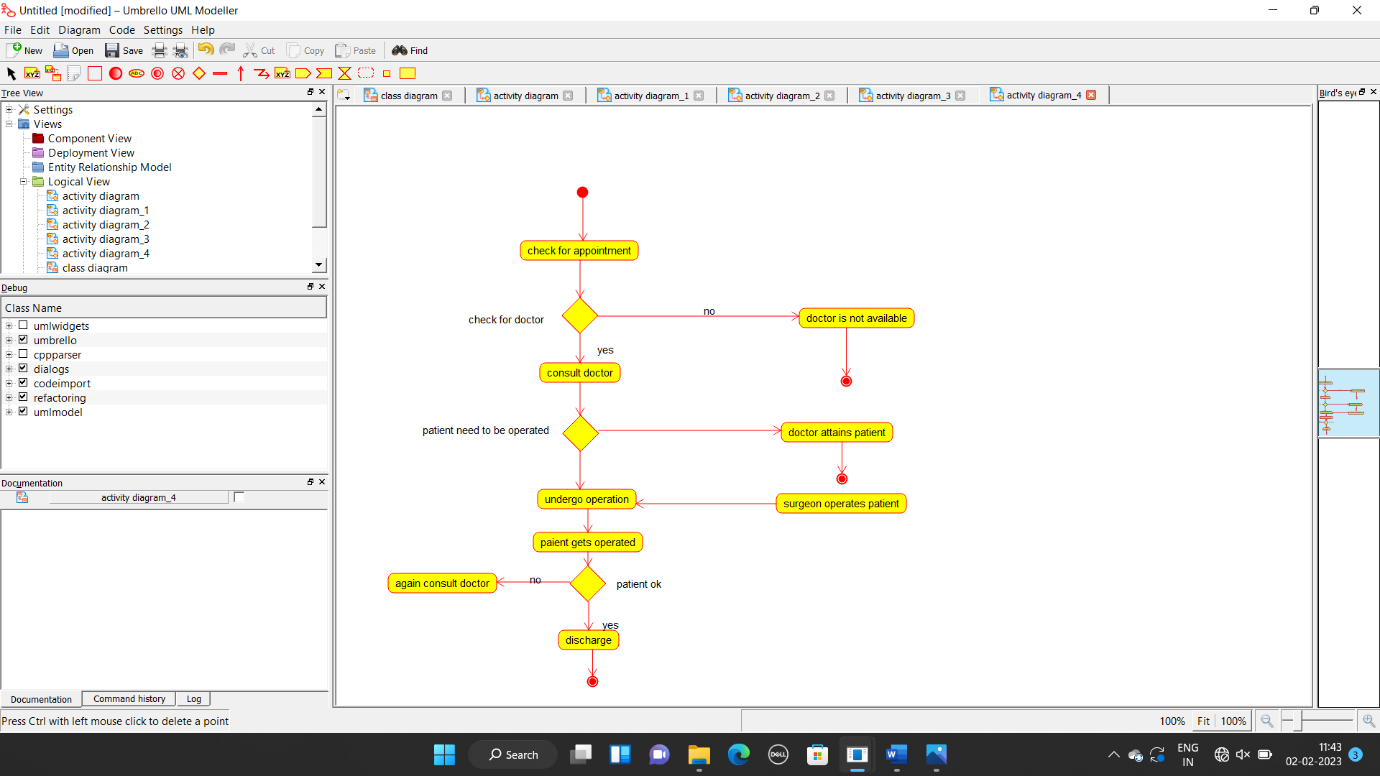 Untitled [modified] – Umbrello UML Modeller
File Edit Diagram Code Settings Help
New Open Save Cut Copy Paste Find
XYZ ABC XYZ
Tree View
class diagram activity diagram activity diagram_1 activity diagram_2 activity diagram_3 activity diagram_4
Bird's eye
Settings
Views
Component View
Deployment View
Entity Relationship Model
Logical View
activity diagram
activity diagram_1
activity diagram_2
activity diagram_3
activity diagram_4
class diagram
Debug
Class Name
umlwidgets
umbrello
cppparser
dialogs
codeimport
refactoring
umlmodel
Documentation
activity diagram_4
check for appointment
check for doctor
no
doctor is not available
yes
consult doctor
patient need to be operated
doctor attains patient
undergo operation
surgeon operates patient
paient gets operated
again consult doctor
no
patient ok
yes
discharge
Documentation Command history Log
Press Ctrl with left mouse click to delete a point
100% Fit 100%
Search
DELL
W
ENG
IN
11:43
02-02-2023
3